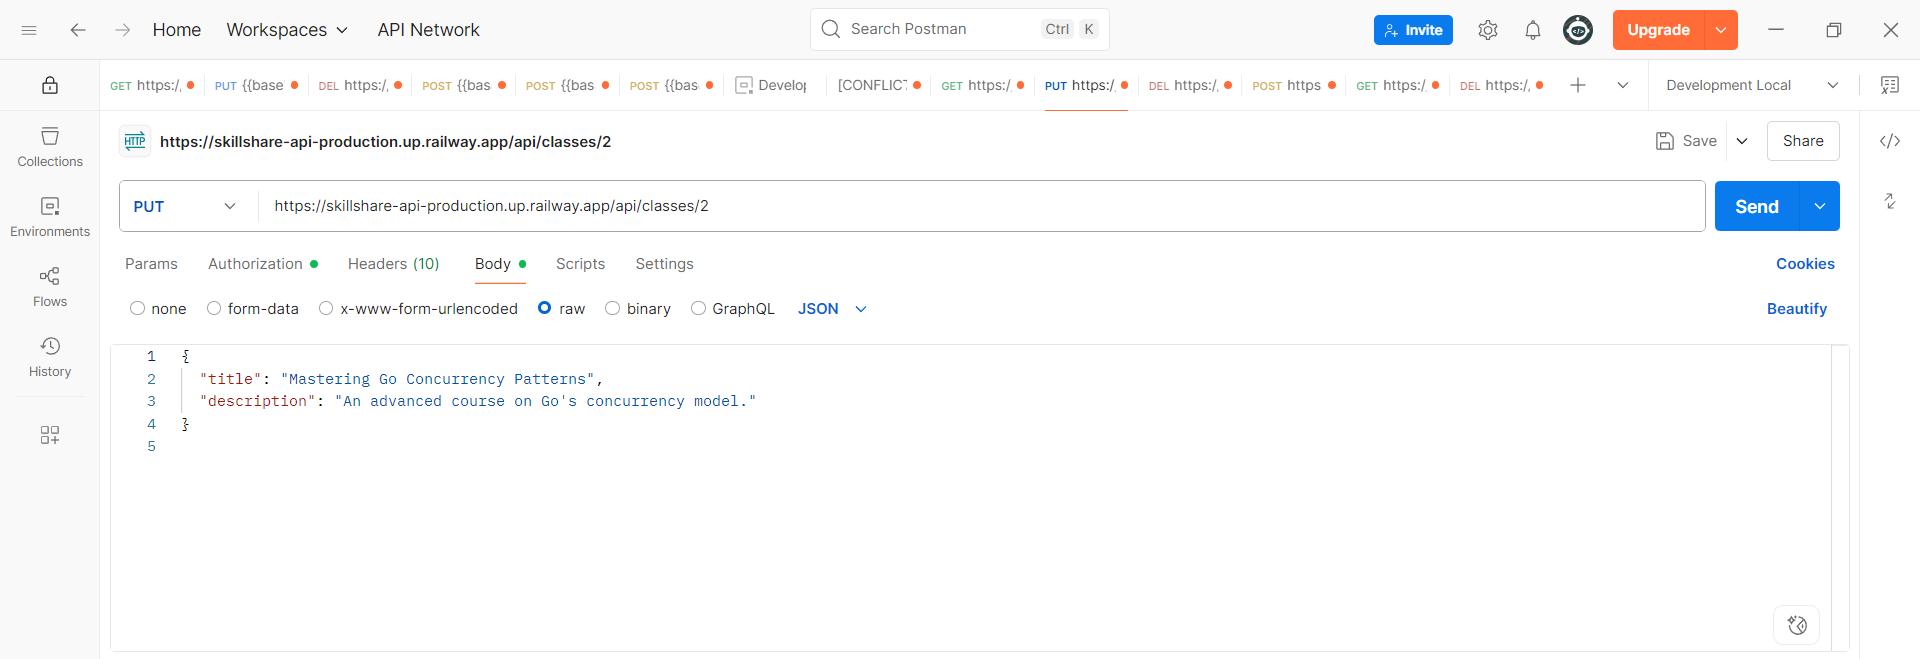 Home Workspaces API Network Search Postman Ctrl K Invite Upgrade
GET https:/, PUT {{base DEL https:/, POST {{bas POST {{bas POST {{bas Develop [CONFLICT GET https:/ PUT https:/ DEL https:/, POST https GET https:/ DEL https:/, Development Local
HTTP https://skillshare-api-production.up.railway.app/api/classes/2 Save Share
PUT https://skillshare-api-production.up.railway.app/api/classes/2 Send
Collections
Environments
Flows
History
Params Authorization Headers (10) Body Scripts Settings Cookies
none form-data x-www-form-urlencoded raw binary GraphQL JSON Beautify
1 {
2 "title": "Mastering Go Concurrency Patterns",
3 "description": "An advanced course on Go's concurrency model."
4 }
5